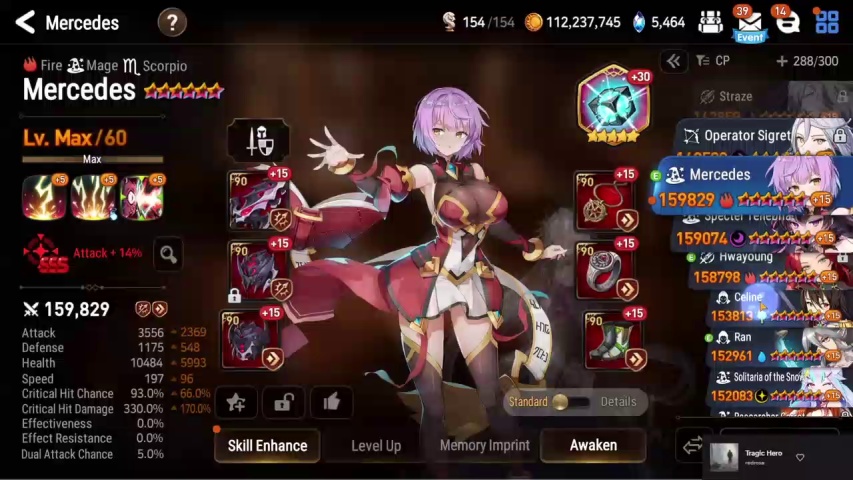 Mercedes ?
154/154 112,237,745 5,464 39 14
Event
Fire Mage Scorpio
Mercedes
Lv. Max/60
Max
+5 +5 +5
SSS Attack + 14%
159,829
Attack 3556 2369
Defense 1175 548
Health 10484 5993
Speed 197 96
Critical Hit Chance 93.0% 66.0%
Critical Hit Damage 330.0% 170.0%
Effectiveness 0.0%
Effect Resistance 0.0%
Dual Attack Chance 5.0%
90 +15
90 +15
90 +15
+30
90 +15
90 +15
90 +15
Standard Details
Skill Enhance Level Up Memory Imprint Awaken
CP + 288/300
Straze
Operator Sigret
E Mercedes
159829 +15
Specter Tenebria
159074 +15
E Hwayoung
158798 +15
Celine
153813 +15
E Ran
152961 +15
Solitaria of the Snow
152083 +15
Tragic Hero